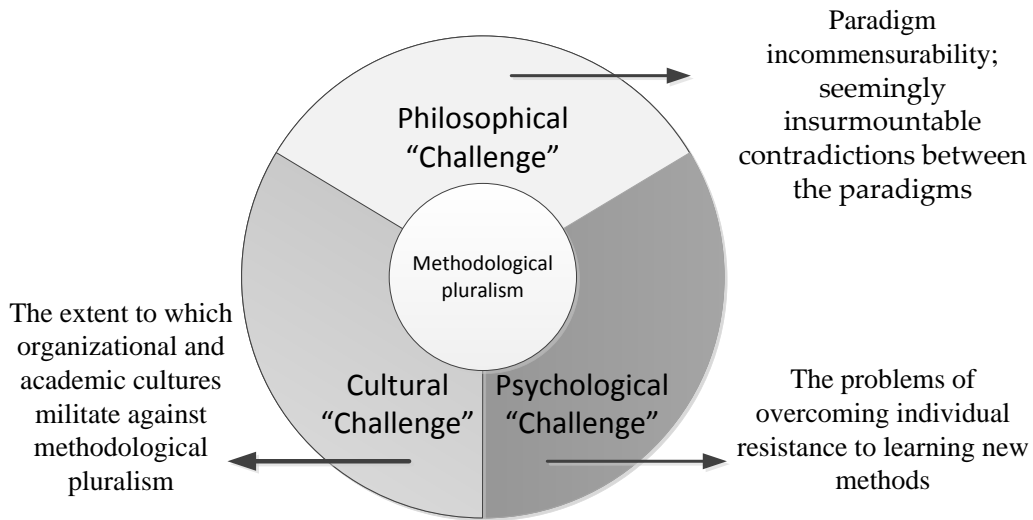 Paradigm
incommensurability;
seemingly
insurmountable
contradictions between
the paradigms
Philosophical
“Challenge”
Methodological
pluralism
The extent to which
organizational and
academic cultures
militate against
methodological
pluralism
Cultural
“Challenge”
Psychological
“Challenge”
The problems of
overcoming individual
resistance to learning new
methods